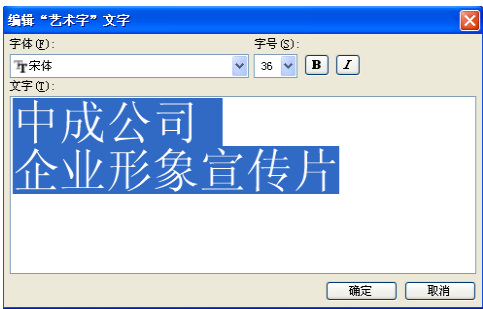 编辑“艺术字”文字
字体(F): 字号(S):
宋体 36 B I
文字(T):
中成公司
企业形象宣传片
确定 取消